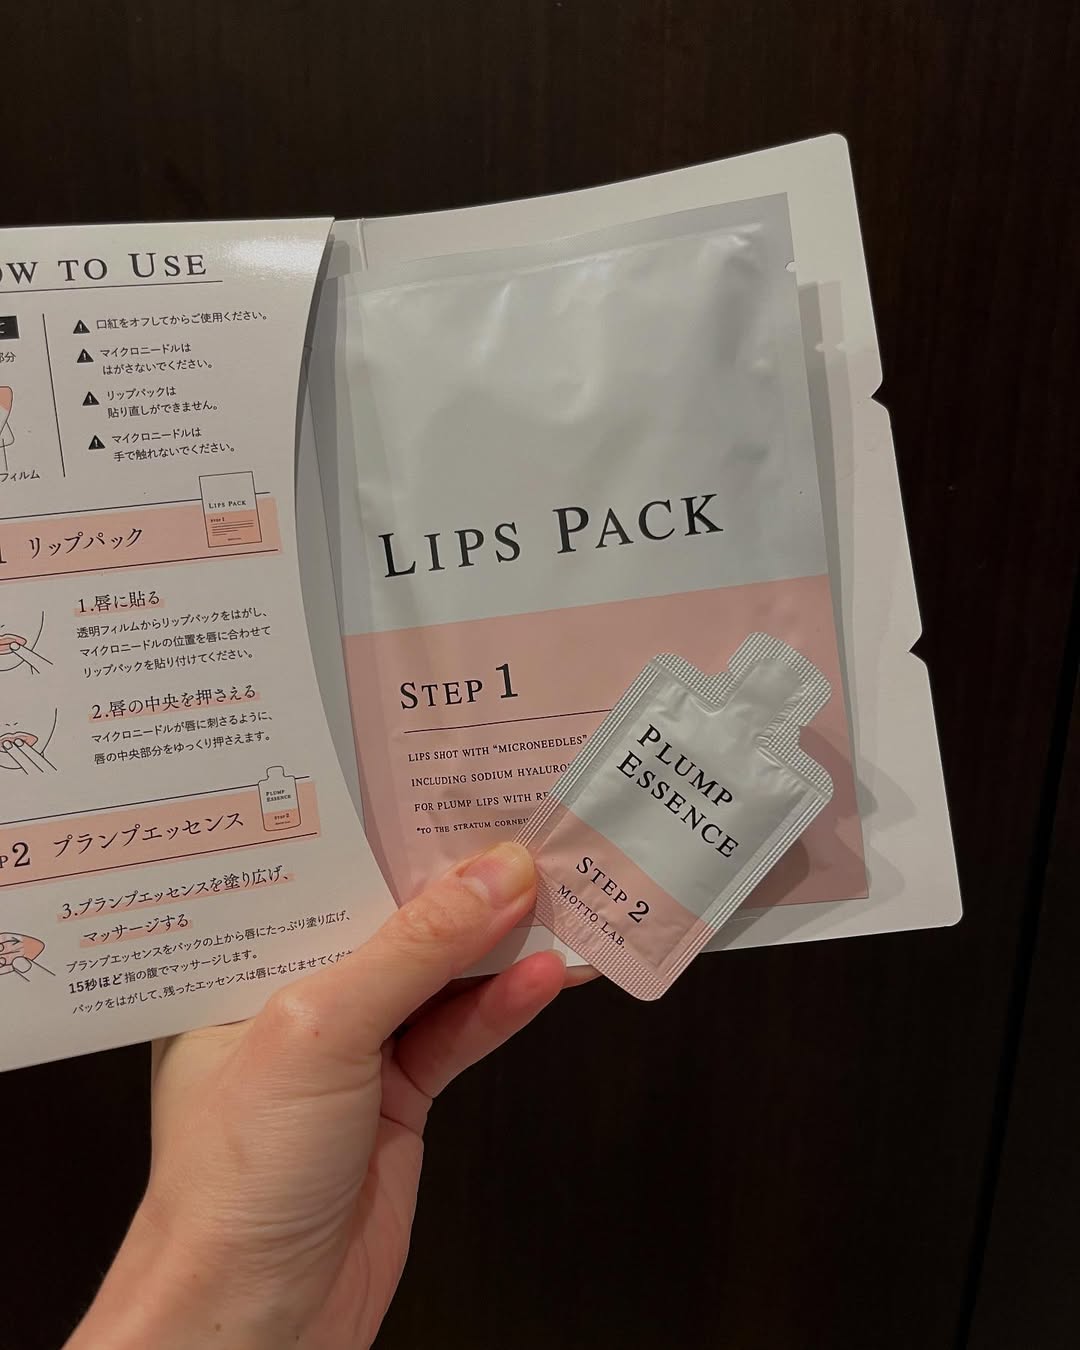 OW TO USE
て
部分
フィルム
口紅をオフしてからご使用ください。
マイクロニードルは
はがさないでください。
リップパックは
貼り直しができません。
マイクロニードルは
手で触れないでください。
LIPS PACK
STEP 1
1 リップパック
1.唇に貼る
透明フィルムからリップパックをはがし、
マイクロニードルの位置を唇に合わせて
リップパックを貼り付けてください。
2.唇の中央を押さえる
マイクロニードルが唇に刺さるように、
唇の中央部分をゆっくり押さえます。
PLUMP
ESSENCE
STEP 2
P2 プランプエッセンス
3.プランプエッセンスを塗り広げ、
マッサージする
プランプエッセンスをパックの上から唇にたっぷり塗り広げ、
15秒ほど指の腹でマッサージします。
パックをはがして、残ったエッセンスは唇になじませてくだ
LIPS PACK
STEP 1
LIPS SHOT WITH "MICRONEEDLES"
INCLUDING SODIUM HYALURO
FOR PLUMP LIPS WITH RE
*TO THE STRATUM CORNEU
PLUMP
ESSENCE
STEP 2
MOTTO LAB.